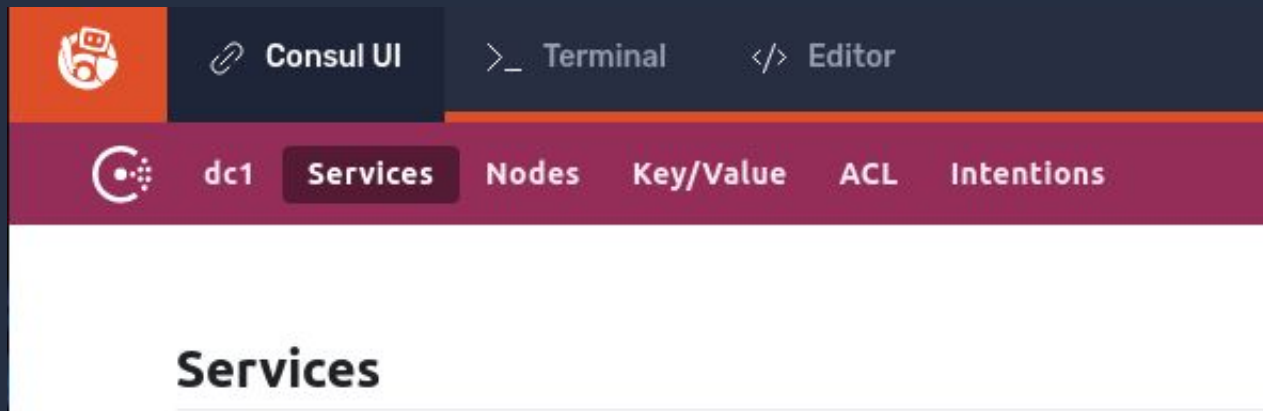 Consul UI >_ Terminal </> Editor
dc1 Services Nodes Key/Value ACL Intentions
Services